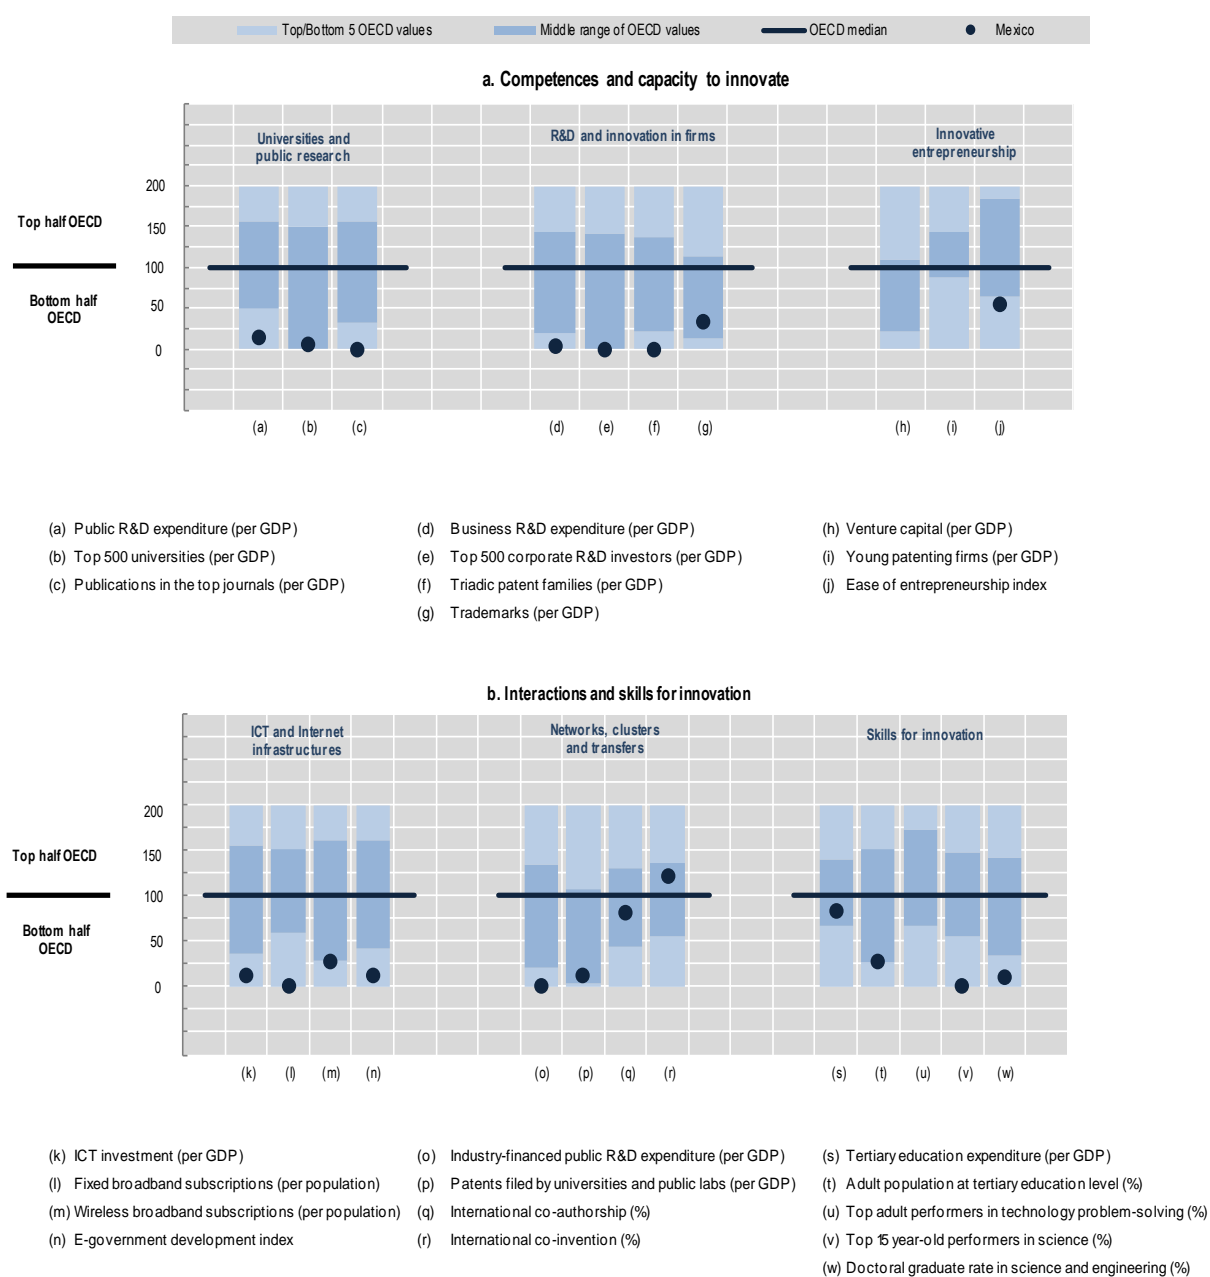 Top/Bottom 5 OECD values
Middle range of OECD values
OECD median
Mexico
a. Competences and capacity to innovate
Universities and
public research
R&D and innovation in firms
Innovative
entrepreneurship
200
Top half OECD
150
100
Bottom half
OECD
50
0
(a)
(b)
(c)
(d)
(e)
(f)
(g)
(h)
(i)
(j)
(a) Public R&D expenditure (per GDP)
(b) Top 500 universities (per GDP)
(c) Publications in the top journals (per GDP)
(d) Business R&D expenditure (per GDP)
(e) Top 500 corporate R&D investors (per GDP)
(f) Triadic patent families (per GDP)
(g) Trademarks (per GDP)
(h) Venture capital (per GDP)
(i) Young patenting firms (per GDP)
(j) Ease of entrepreneurship index
b. Interactions and skills for innovation
ICT and Internet
infrastructures
Networks, clusters
and transfers
Skills for innovation
200
Top half OECD
150
100
Bottom half
OECD
50
0
(k)
(l)
(m)
(n)
(o)
(p)
(q)
(r)
(s)
(t)
(u)
(v)
(w)
(k) ICT investment (per GDP)
(l) Fixed broadband subscriptions (per population)
(m) Wireless broadband subscriptions (per population)
(n) E-government development index
(o) Industry-financed public R&D expenditure (per GDP)
(p) Patents filed by universities and public labs (per GDP)
(q) International co-authorship (%)
(r) International co-invention (%)
(s) Tertiary education expenditure (per GDP)
(t) Adult population at tertiary education level (%)
(u) Top adult performers in technology problem-solving (%)
(v) Top 15 year-old performers in science (%)
(w) Doctoral graduate rate in science and engineering (%)